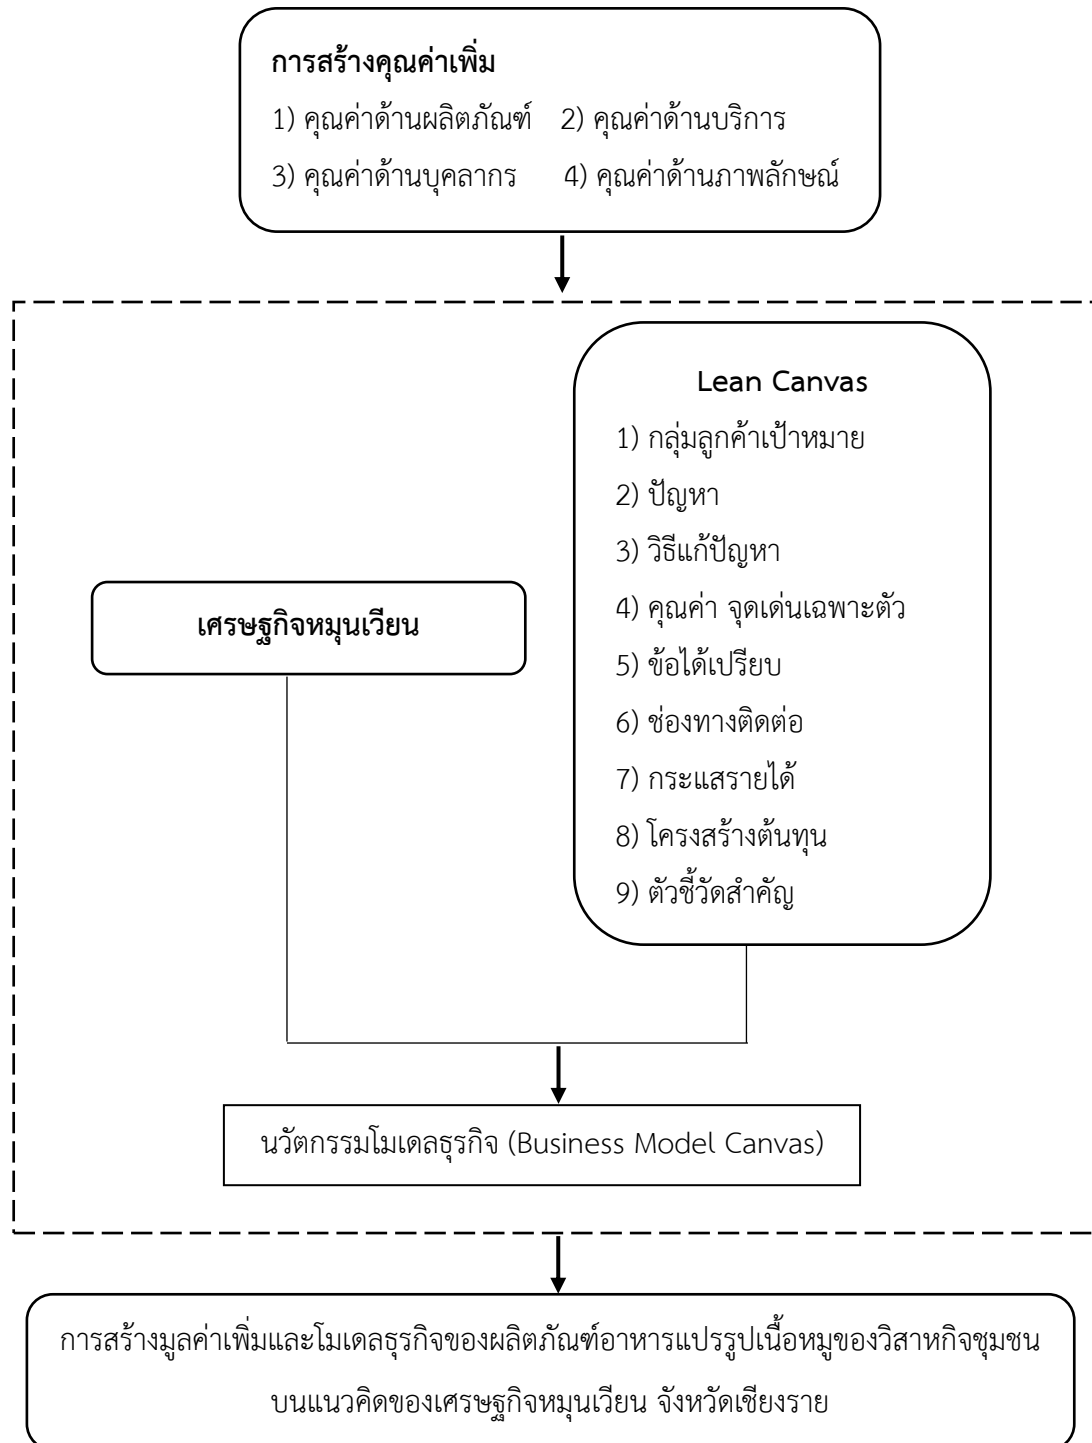 การสร้างคุณค่าเพิ่ม
1) คุณค่าด้านผลิตภัณฑ์ 2) คุณค่าด้านบริการ
3) คุณค่าด้านบุคลากร 4) คุณค่าด้านภาพลักษณ์
Lean Canvas
1) กลุ่มลูกค้าเป้าหมาย
2) ปัญหา
3) วิธีแก้ปัญหา
4) คุณค่า จุดเด่นเฉพาะตัว
5) ข้อได้เปรียบ
6) ช่องทางติดต่อ
7) กระแสรายได้
8) โครงสร้างต้นทุน
9) ตัวชี้วัดสำคัญ
เศรษฐกิจหมุนเวียน
นวัตกรรมโมเดลธุรกิจ (Business Model Canvas)
การสร้างมูลค่าเพิ่มและโมเดลธุรกิจของผลิตภัณฑ์อาหารแปรรูปเนื้อหมูของวิสาหกิจชุมชน
บนแนวคิดของเศรษฐกิจหมุนเวียน จังหวัดเชียงราย